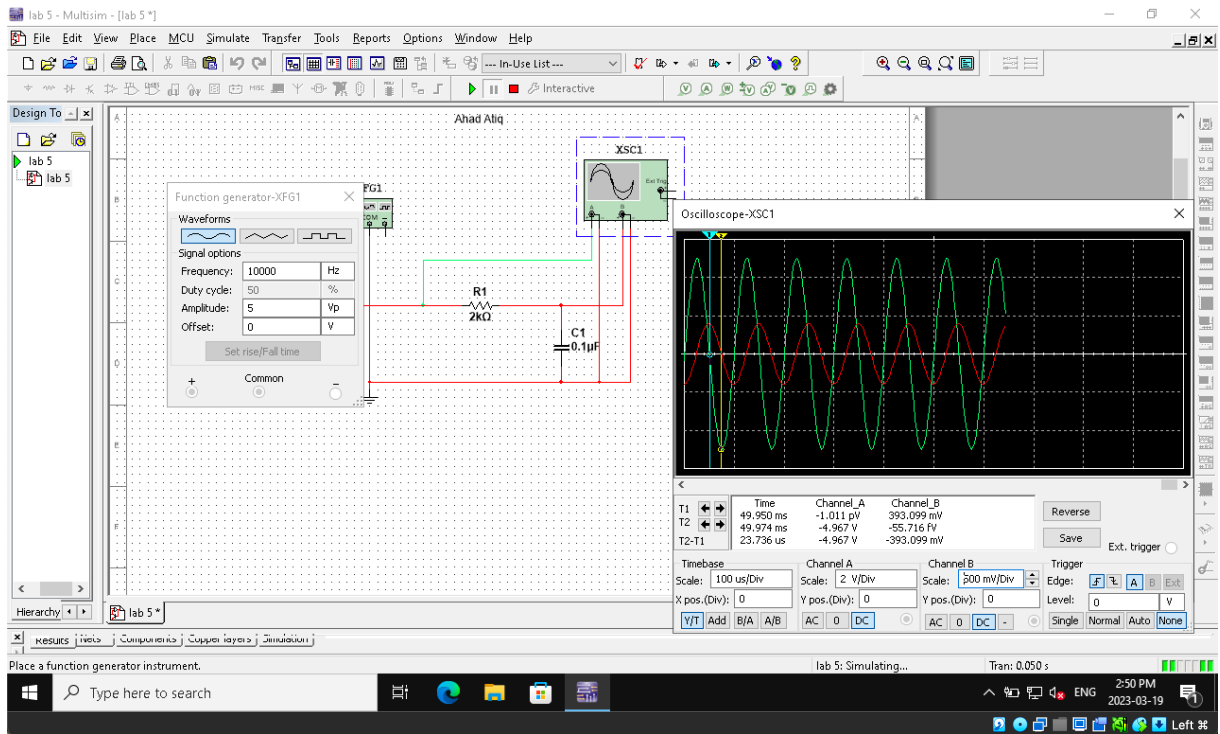 lab 5 - Multisim - [lab 5 *]
File Edit View Place MCU Simulate Transfer Tools Reports Options Window Help
--- In-Use List ---
Interactive
Design To
lab 5
lab 5
Hierarchy
Ahad Atiq
XSC1
Ext Trig
A B
FG1
COM
R1
2kΩ
C1
0.1µF
A
B
C
D
E
F
A
Function generator-XFG1
Waveforms
Signal options
Frequency: 10000 Hz
Duty cycle: 50 %
Amplitude: 5 Vp
Offset: 0 V
Set rise/Fall time
+ Common -
Oscilloscope-XSC1
1 2
Time Channel_A Channel_B
T1 49.950 ms -1.011 pV 393.099 mV
T2 49.974 ms -4.967 V -55.716 fV
T2-T1 23.736 us -4.967 V -393.099 mV
Reverse
Save
Ext. trigger
Timebase Channel A Channel B Trigger
Scale: 100 us/Div Scale: 2 V/Div Scale: 500 mV/Div Edge: A B Ext
X pos.(Div): 0 Y pos.(Div): 0 Y pos.(Div): 0 Level: 0 V
Y/T Add B/A A/B AC 0 DC AC 0 DC - Single Normal Auto None
lab 5 *
Results Nets Components Copper layers Simulation
Place a function generator instrument.
lab 5: Simulating...
Tran: 0.050 s
Type here to search
ENG
2:50 PM
2023-03-19
1
Left ⌘